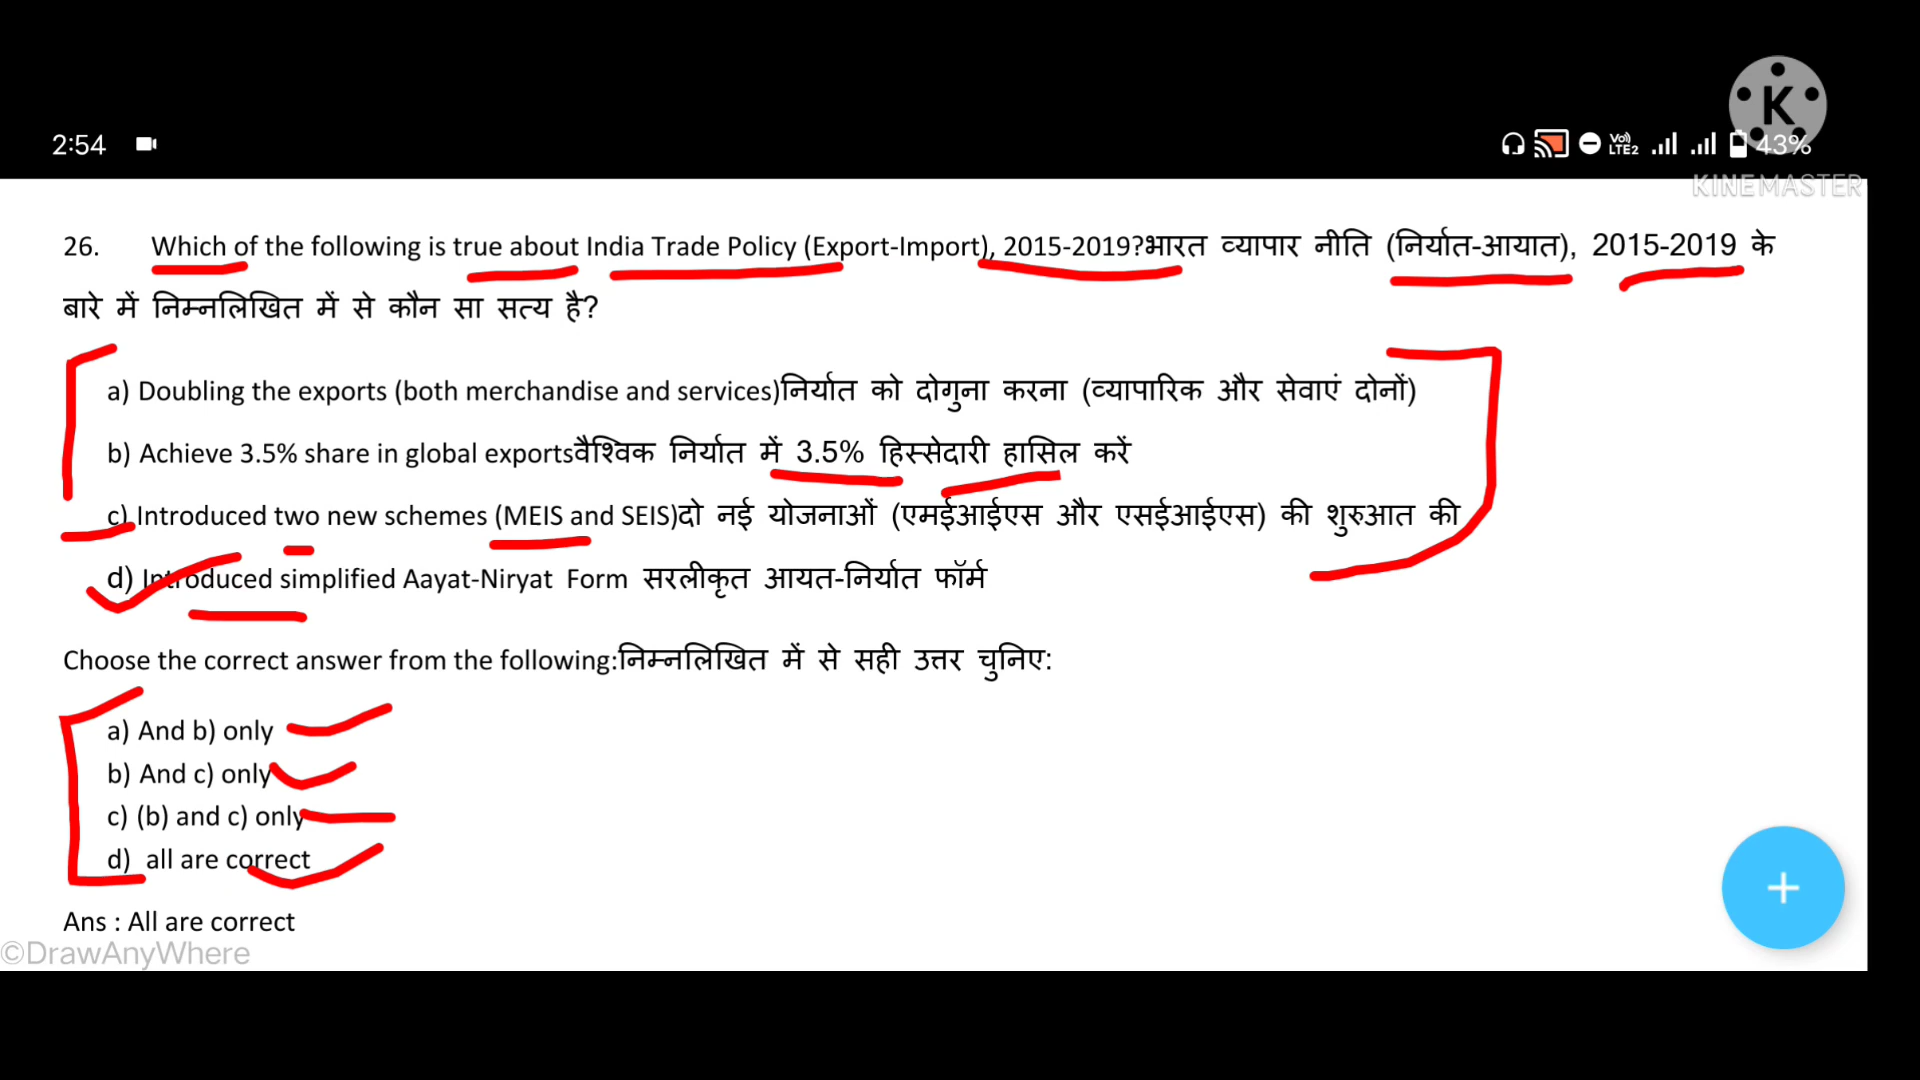 2:54
Vo)) LTE2 43%
K
KINEMASTER
26. Which of the following is true about India Trade Policy (Export-Import), 2015-2019?भारत व्यापार नीति (निर्यात-आयात), 2015-2019 के
बारे में निम्नलिखित में से कौन सा सत्य है?
a) Doubling the exports (both merchandise and services)निर्यात को दोगुना करना (व्यापारिक और सेवाएं दोनों)
b) Achieve 3.5% share in global exportsवैश्विक निर्यात में 3.5% हिस्सेदारी हासिल करें
c) Introduced two new schemes (MEIS and SEIS)दो नई योजनाओं (एमईआईएस और एसईआईएस) की शुरुआत की
d) Introduced simplified Aayat-Niryat Form सरलीकृत आयत-निर्यात फॉर्म
Choose the correct answer from the following:निम्नलिखित में से सही उत्तर चुनिए:
a) And b) only
b) And c) only
c) (b) and c) only
d) all are correct
Ans : All are correct
©DrawAnyWhere